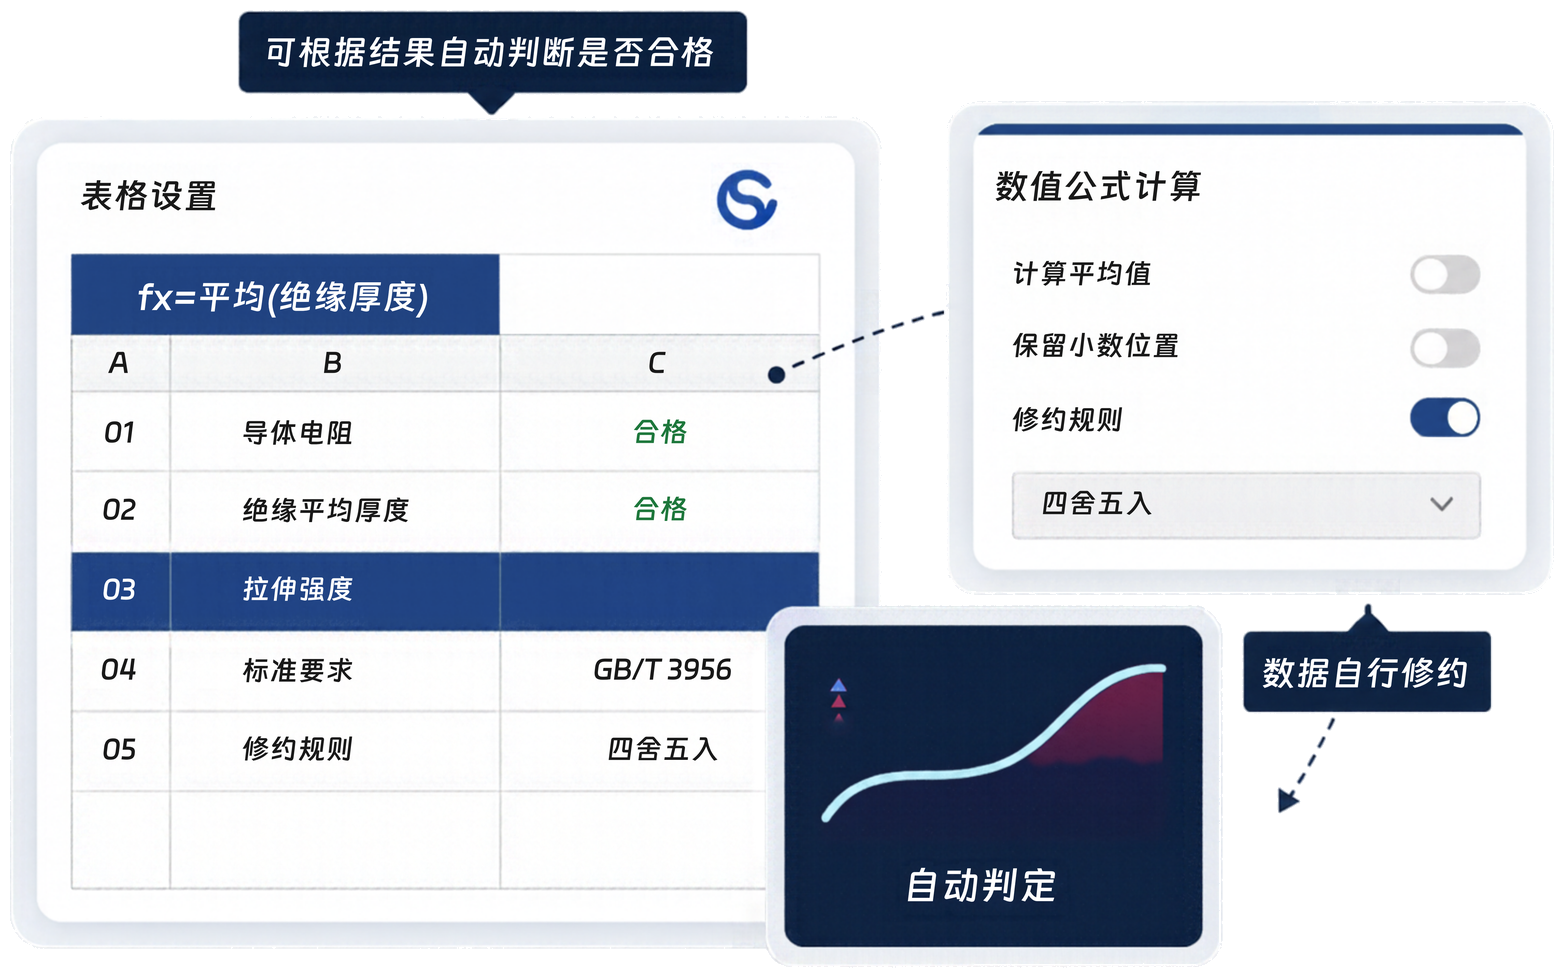 可根据结果自动判断是否合格
表格设置
fx=平均(绝缘厚度)
A B C
01 导体电阻 合格
02 绝缘平均厚度 合格
03 拉伸强度
04 标准要求 GB/T 3956
05 修约规则 四舍五入
数值公式计算
计算平均值
保留小数位置
修约规则
四舍五入
数据自行修约
自动判定